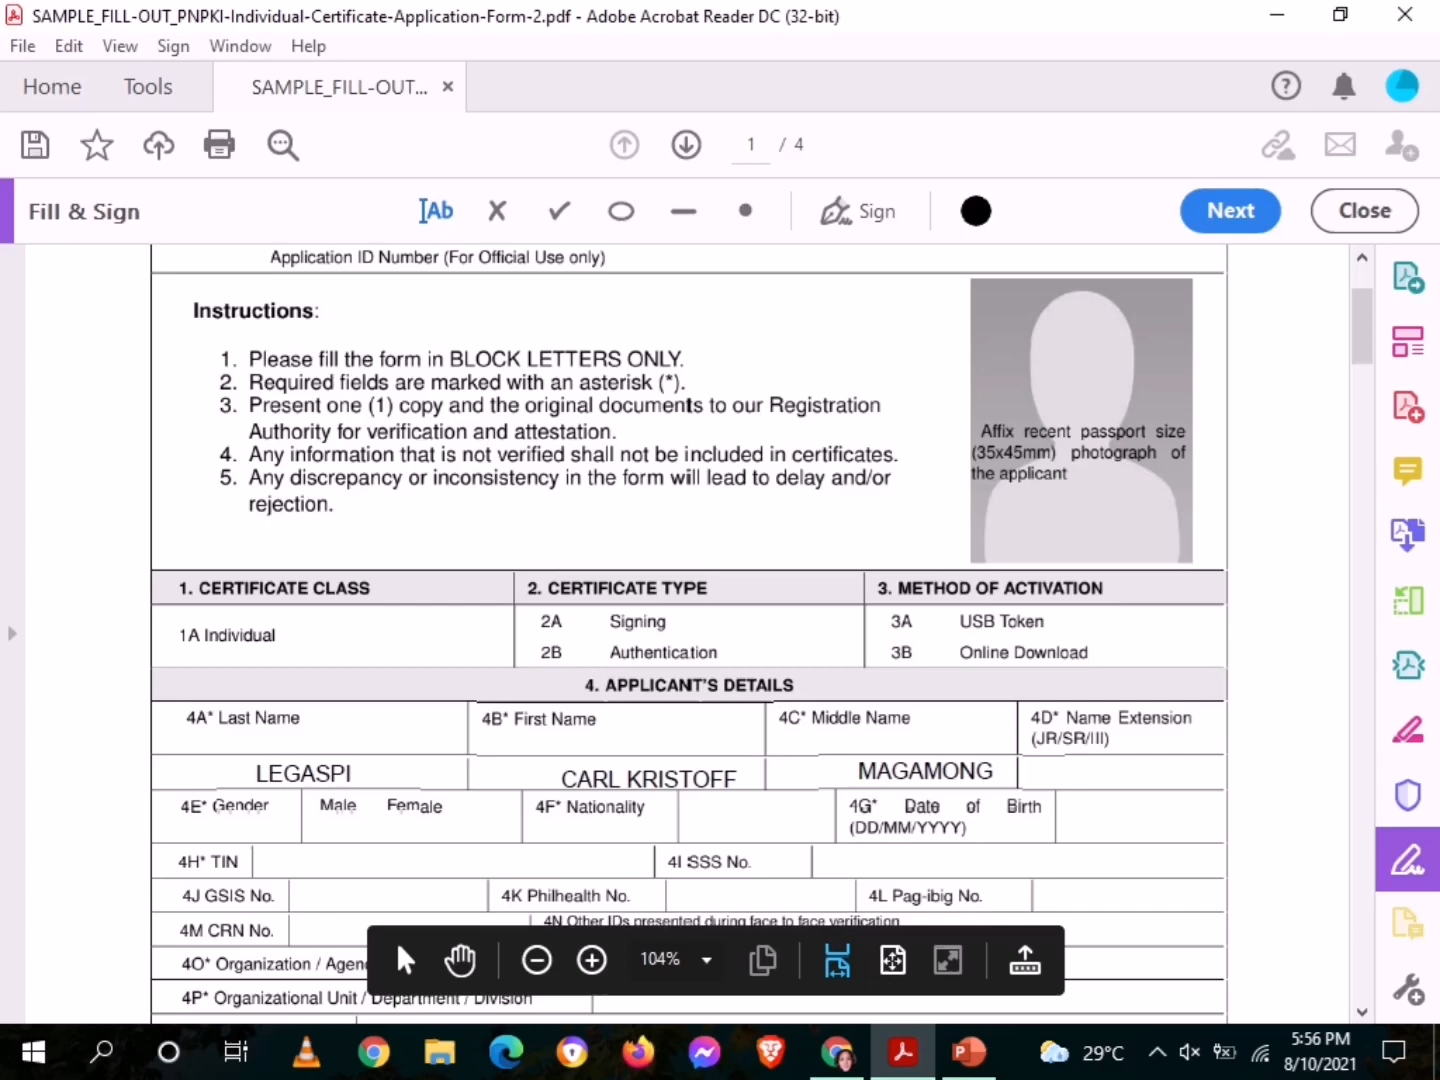 SAMPLE_FILL-OUT_PNPKI-Individual-Certificate-Application-Form-2.pdf - Adobe Acrobat Reader DC (32-bit)
File Edit View Sign Window Help
Home Tools SAMPLE_FILL-OUT... ×
1 / 4
Fill & Sign Ab Sign Next Close
Application ID Number (For Official Use only)
Instructions:
1. Please fill the form in BLOCK LETTERS ONLY.
2. Required fields are marked with an asterisk (*).
3. Present one (1) copy and the original documents to our Registration
Authority for verification and attestation.
4. Any information that is not verified shall not be included in certificates.
5. Any discrepancy or inconsistency in the form will lead to delay and/or
rejection.
Affix recent passport size
(35x45mm) photograph of
the applicant
1. CERTIFICATE CLASS 2. CERTIFICATE TYPE 3. METHOD OF ACTIVATION
1A Individual
2A Signing
2B Authentication
3A USB Token
3B Online Download
4. APPLICANT'S DETAILS
4A* Last Name 4B* First Name 4C* Middle Name 4D* Name Extension
(JR/SR/III)
LEGASPI CARL KRISTOFF MAGAMONG
4E* Gender Male Female 4F* Nationality 4G* Date of Birth
(DD/MM/YYYY)
4H* TIN 4I SSS No.
4J GSIS No. 4K Philhealth No. 4L Pag-ibig No.
4M CRN No. 4N Other IDs presented during face to face verification
4O* Organization / Agen
4P* Organizational Unit / Department / Division
104%
29°C
5:56 PM
8/10/2021